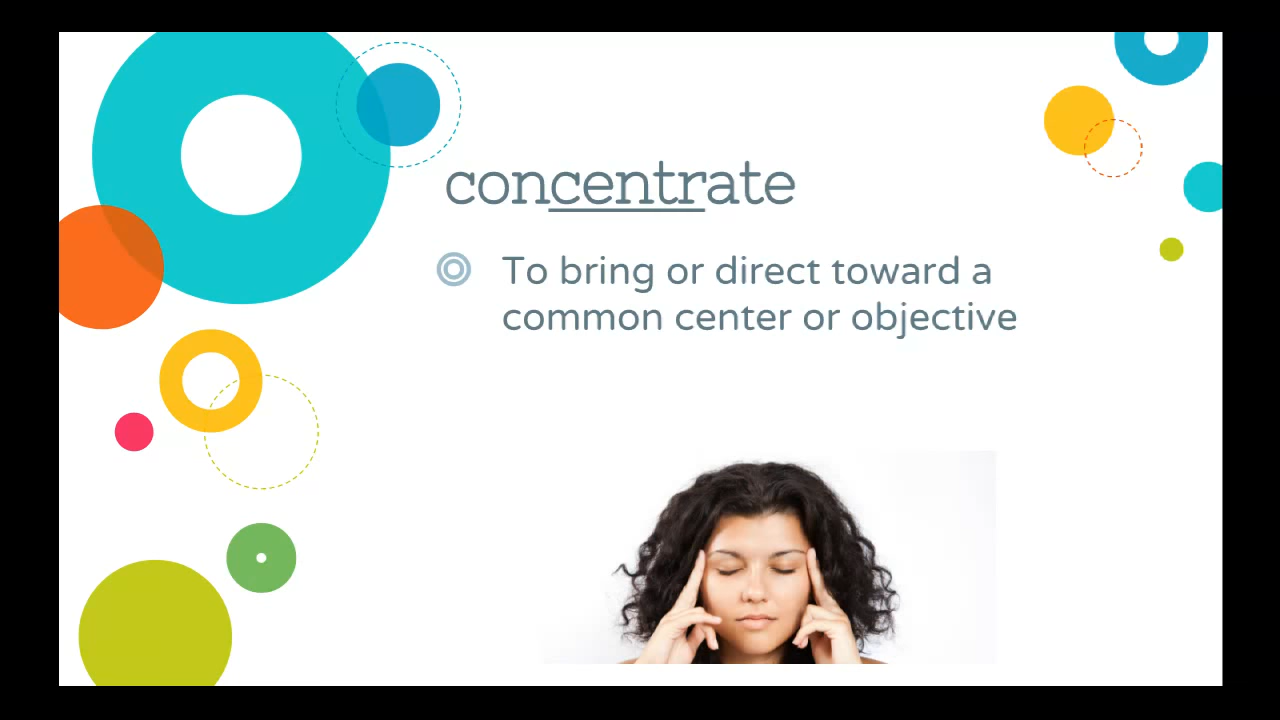 concentrate
To bring or direct toward a
common center or objective